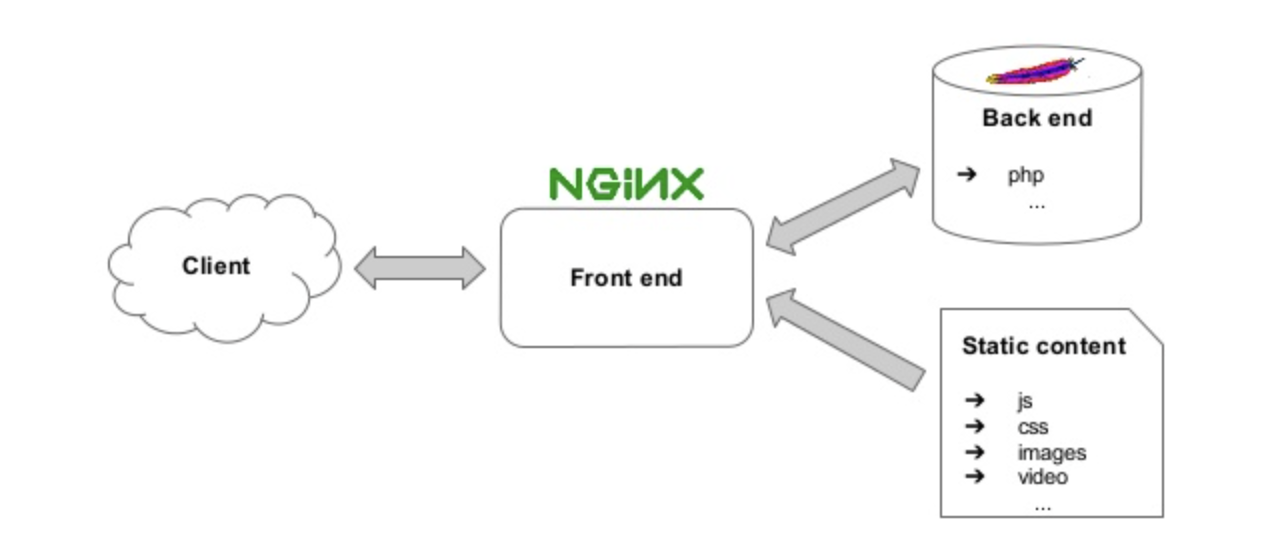 NGiNX
Client
Front end
Back end
➔ php
...
Static content
➔ js
➔ css
➔ images
➔ video
...